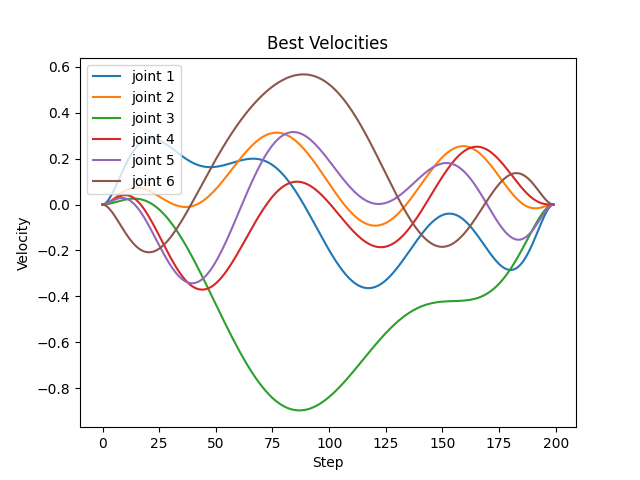 Best Velocities
0.6
0.4
0.2
0.0
−0.2
−0.4
−0.6
−0.8
Velocity
joint 1
joint 2
joint 3
joint 4
joint 5
joint 6
0 25 50 75 100 125 150 175 200
Step